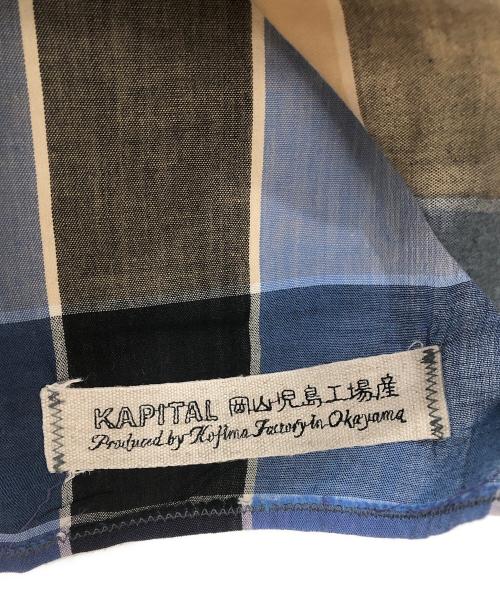 KAPITAL 岡山児島工場産
Produced by Kojima Factory in Okayama